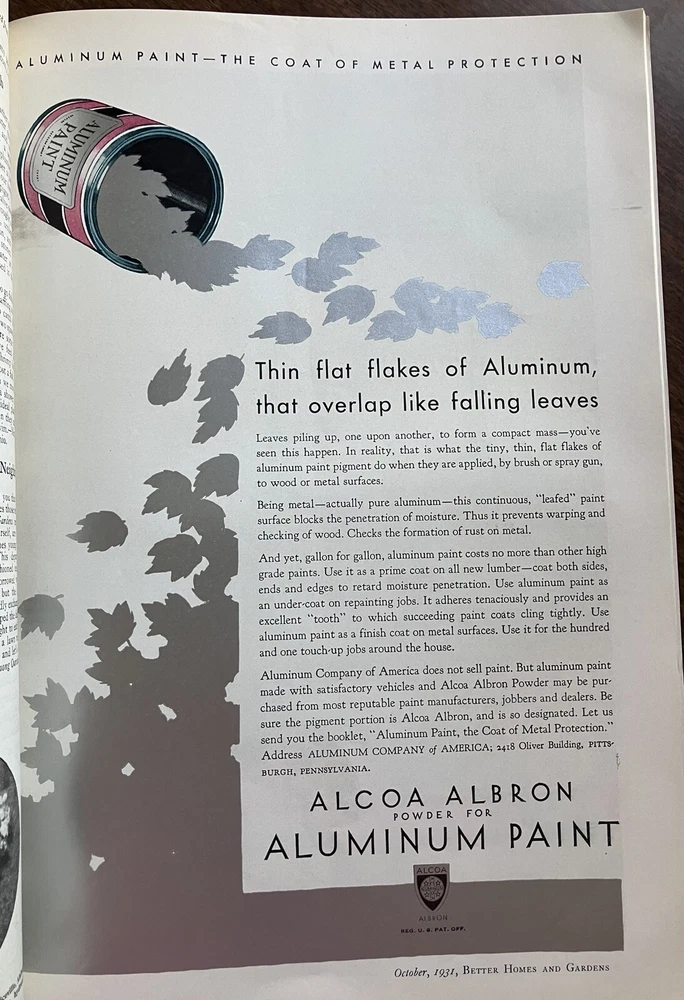 ALUMINUM PAINT—THE COAT OF METAL PROTECTION
ALUMINUM
PAINT
Thin flat flakes of Aluminum,
that overlap like falling leaves
Leaves piling up, one upon another, to form a compact mass—you've
seen this happen. In reality, that is what the tiny, thin, flat flakes of
aluminum paint pigment do when they are applied, by brush or spray gun,
to wood or metal surfaces.
Being metal—actually pure aluminum—this continuous, "leafed" paint
surface blocks the penetration of moisture. Thus it prevents warping and
checking of wood. Checks the formation of rust on metal.
And yet, gallon for gallon, aluminum paint costs no more than other high
grade paints. Use it as a prime coat on all new lumber—coat both sides,
ends and edges to retard moisture penetration. Use aluminum paint as
an under-coat on repainting jobs. It adheres tenaciously and provides an
excellent "tooth" to which succeeding paint coats cling tightly. Use
aluminum paint as a finish coat on metal surfaces. Use it for the hundred
and one touch-up jobs around the house.
Aluminum Company of America does not sell paint. But aluminum paint
made with satisfactory vehicles and Alcoa Albron Powder may be pur-
chased from most reputable paint manufacturers, jobbers and dealers. Be
sure the pigment portion is Alcoa Albron, and is so designated. Let us
send you the booklet, "Aluminum Paint, the Coat of Metal Protection."
Address ALUMINUM COMPANY of AMERICA; 2418 Oliver Building, PITTS-
BURGH, PENNSYLVANIA.
ALCOA ALBRON
POWDER FOR
ALUMINUM PAINT
ALCOA
ALBRON
REG. U. S. PAT. OFF.
October, 1931, BETTER HOMES AND GARDENS